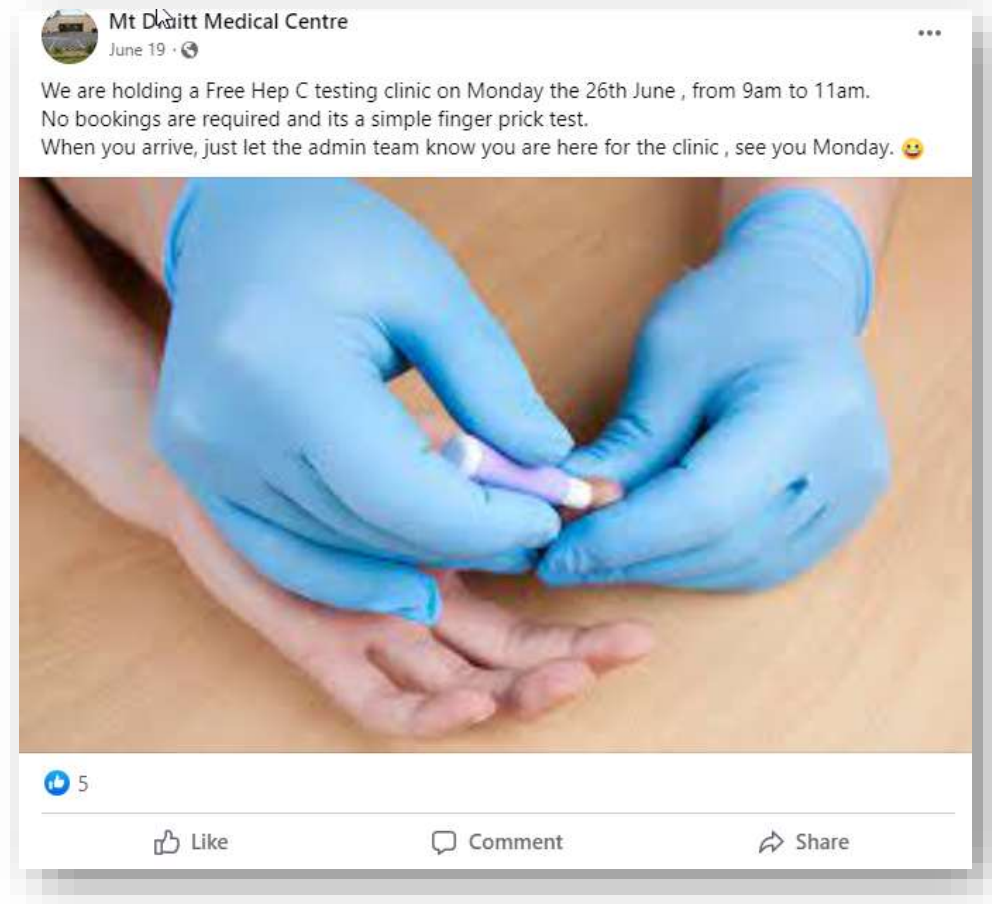 Mt Druitt Medical Centre
June 19 ·
We are holding a Free Hep C testing clinic on Monday the 26th June , from 9am to 11am.
No bookings are required and its a simple finger prick test.
When you arrive, just let the admin team know you are here for the clinic , see you Monday. 😀
5
Like
Comment
Share